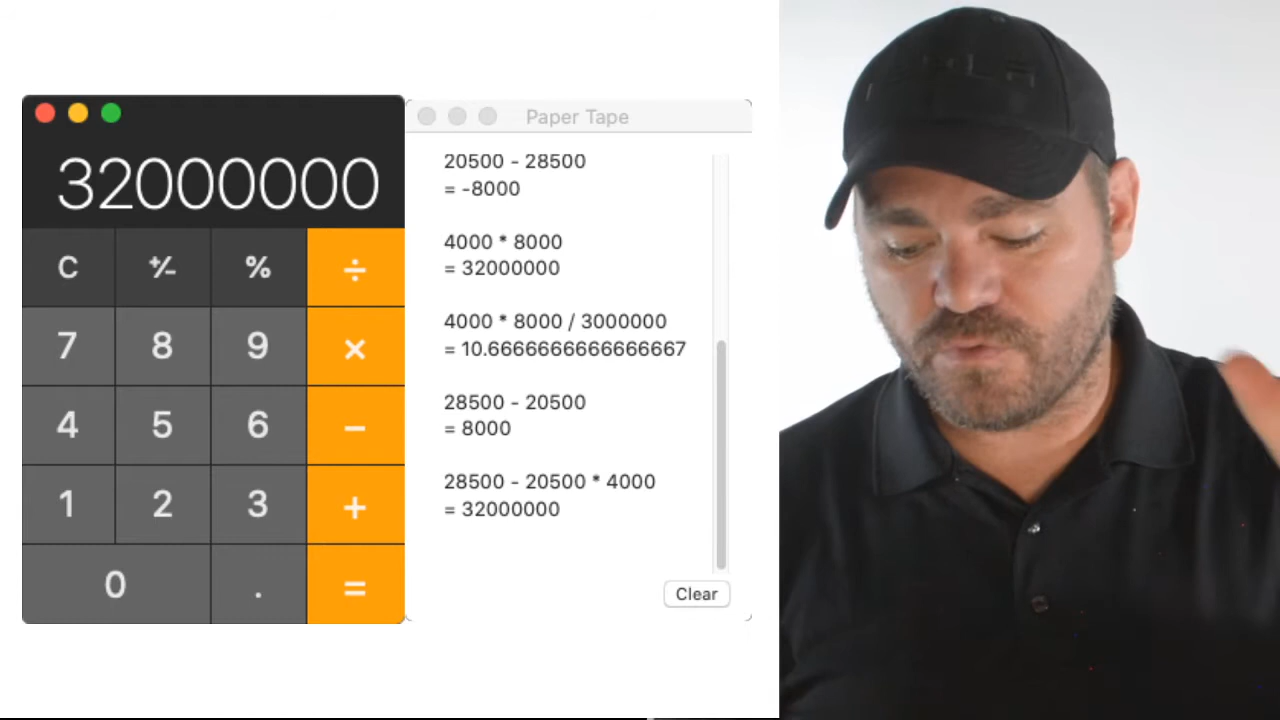 32000000
C ⁺∕₋ % ÷
7 8 9 ×
4 5 6 −
1 2 3 +
0 . =
Paper Tape
20500 - 28500
= -8000
4000 * 8000
= 32000000
4000 * 8000 / 3000000
= 10.6666666666666667
28500 - 20500
= 8000
28500 - 20500 * 4000
= 32000000
Clear